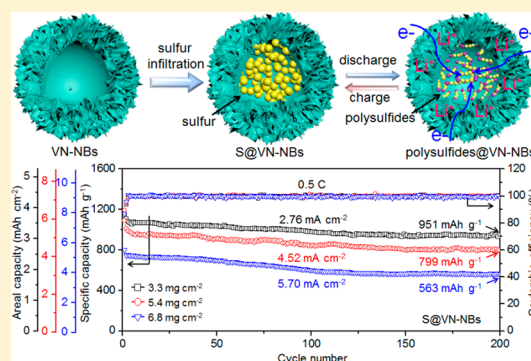 sulfur infiltration
discharge
charge
sulfur
polysulfides
e-
e-
e-
Li+
Li+
Li+
Li+
Li+
Li+
VN-NBs
S@VN-NBs
polysulfides@VN-NBs
Areal capacity (mAh cm-2)
5
4
3
2
1
0
8
6
4
2
0
10
8
6
4
2
0
Specific capacity (mAh g-1)
1600
1200
800
400
0
0.5 C
2.76 mA cm-2
951 mAh g-1
4.52 mA cm-2
799 mAh g-1
5.70 mA cm-2
563 mAh g-1
3.3 mg cm-2
5.4 mg cm-2
6.8 mg cm-2
S@VN-NBs
120
100
80
60
40
20
0
0
50
100
150
200
Cycle number